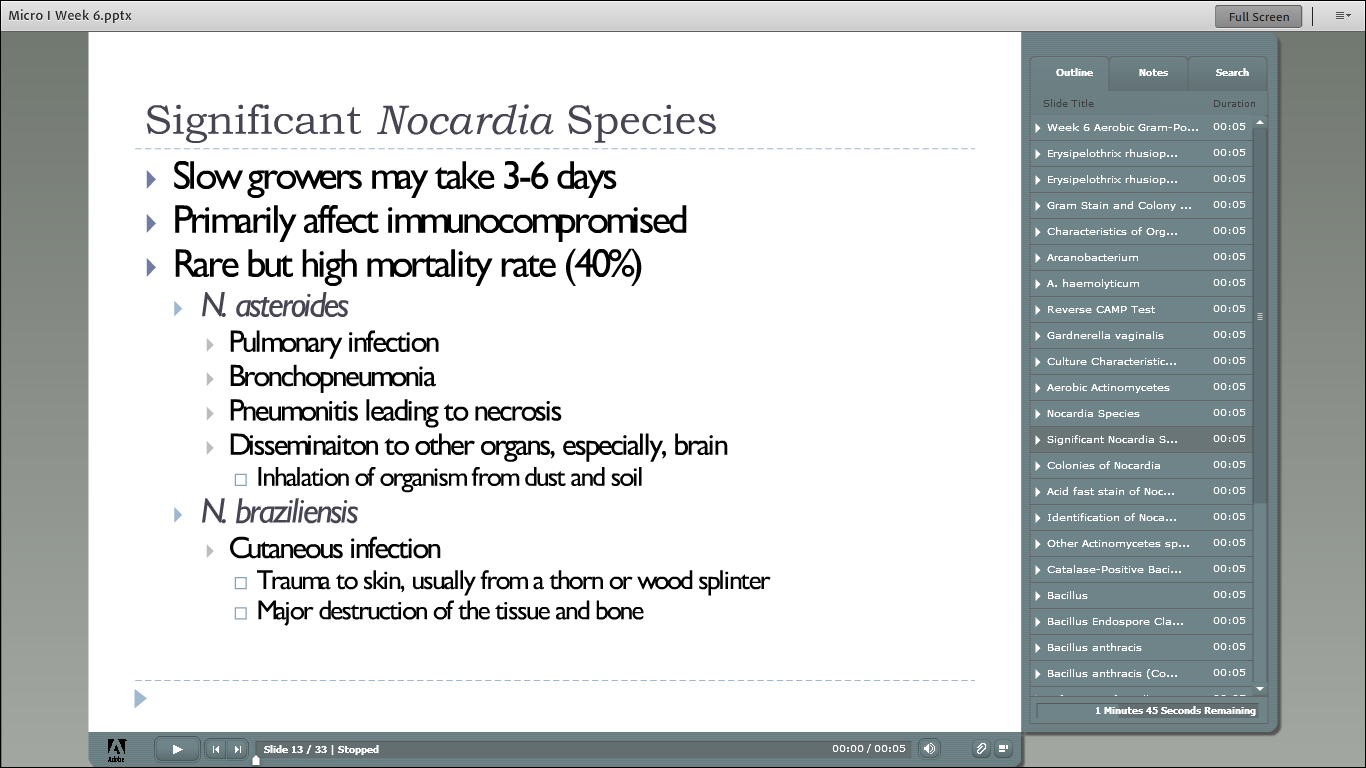 Micro I Week 6.pptx
Full Screen
Significant Nocardia Species
Slow growers may take 3-6 days
Primarily affect immunocompromised
Rare but high mortality rate (40%)
N. asteroides
Pulmonary infection
Bronchopneumonia
Pneumonitis leading to necrosis
Disseminaiton to other organs, especially, brain
Inhalation of organism from dust and soil
N. braziliensis
Cutaneous infection
Trauma to skin, usually from a thorn or wood splinter
Major destruction of the tissue and bone
Outline Notes Search
Slide Title Duration
Week 6 Aerobic Gram-Po... 00:05
Erysipelothrix rhusiop... 00:05
Erysipelothrix rhusiop... 00:05
Gram Stain and Colony ... 00:05
Characteristics of Org... 00:05
Arcanobacterium 00:05
A. haemolyticum 00:05
Reverse CAMP Test 00:05
Gardnerella vaginalis 00:05
Culture Characteristic... 00:05
Aerobic Actinomycetes 00:05
Nocardia Species 00:05
Significant Nocardia S... 00:05
Colonies of Nocardia 00:05
Acid fast stain of Noc... 00:05
Identification of Noca... 00:05
Other Actinomycetes sp... 00:05
Catalase-Positive Baci... 00:05
Bacillus 00:05
Bacillus Endospore Cla... 00:05
Bacillus anthracis 00:05
Bacillus anthracis (Co... 00:05
1 Minutes 45 Seconds Remaining
Adobe
Slide 13 / 33 | Stopped
00:00 / 00:05